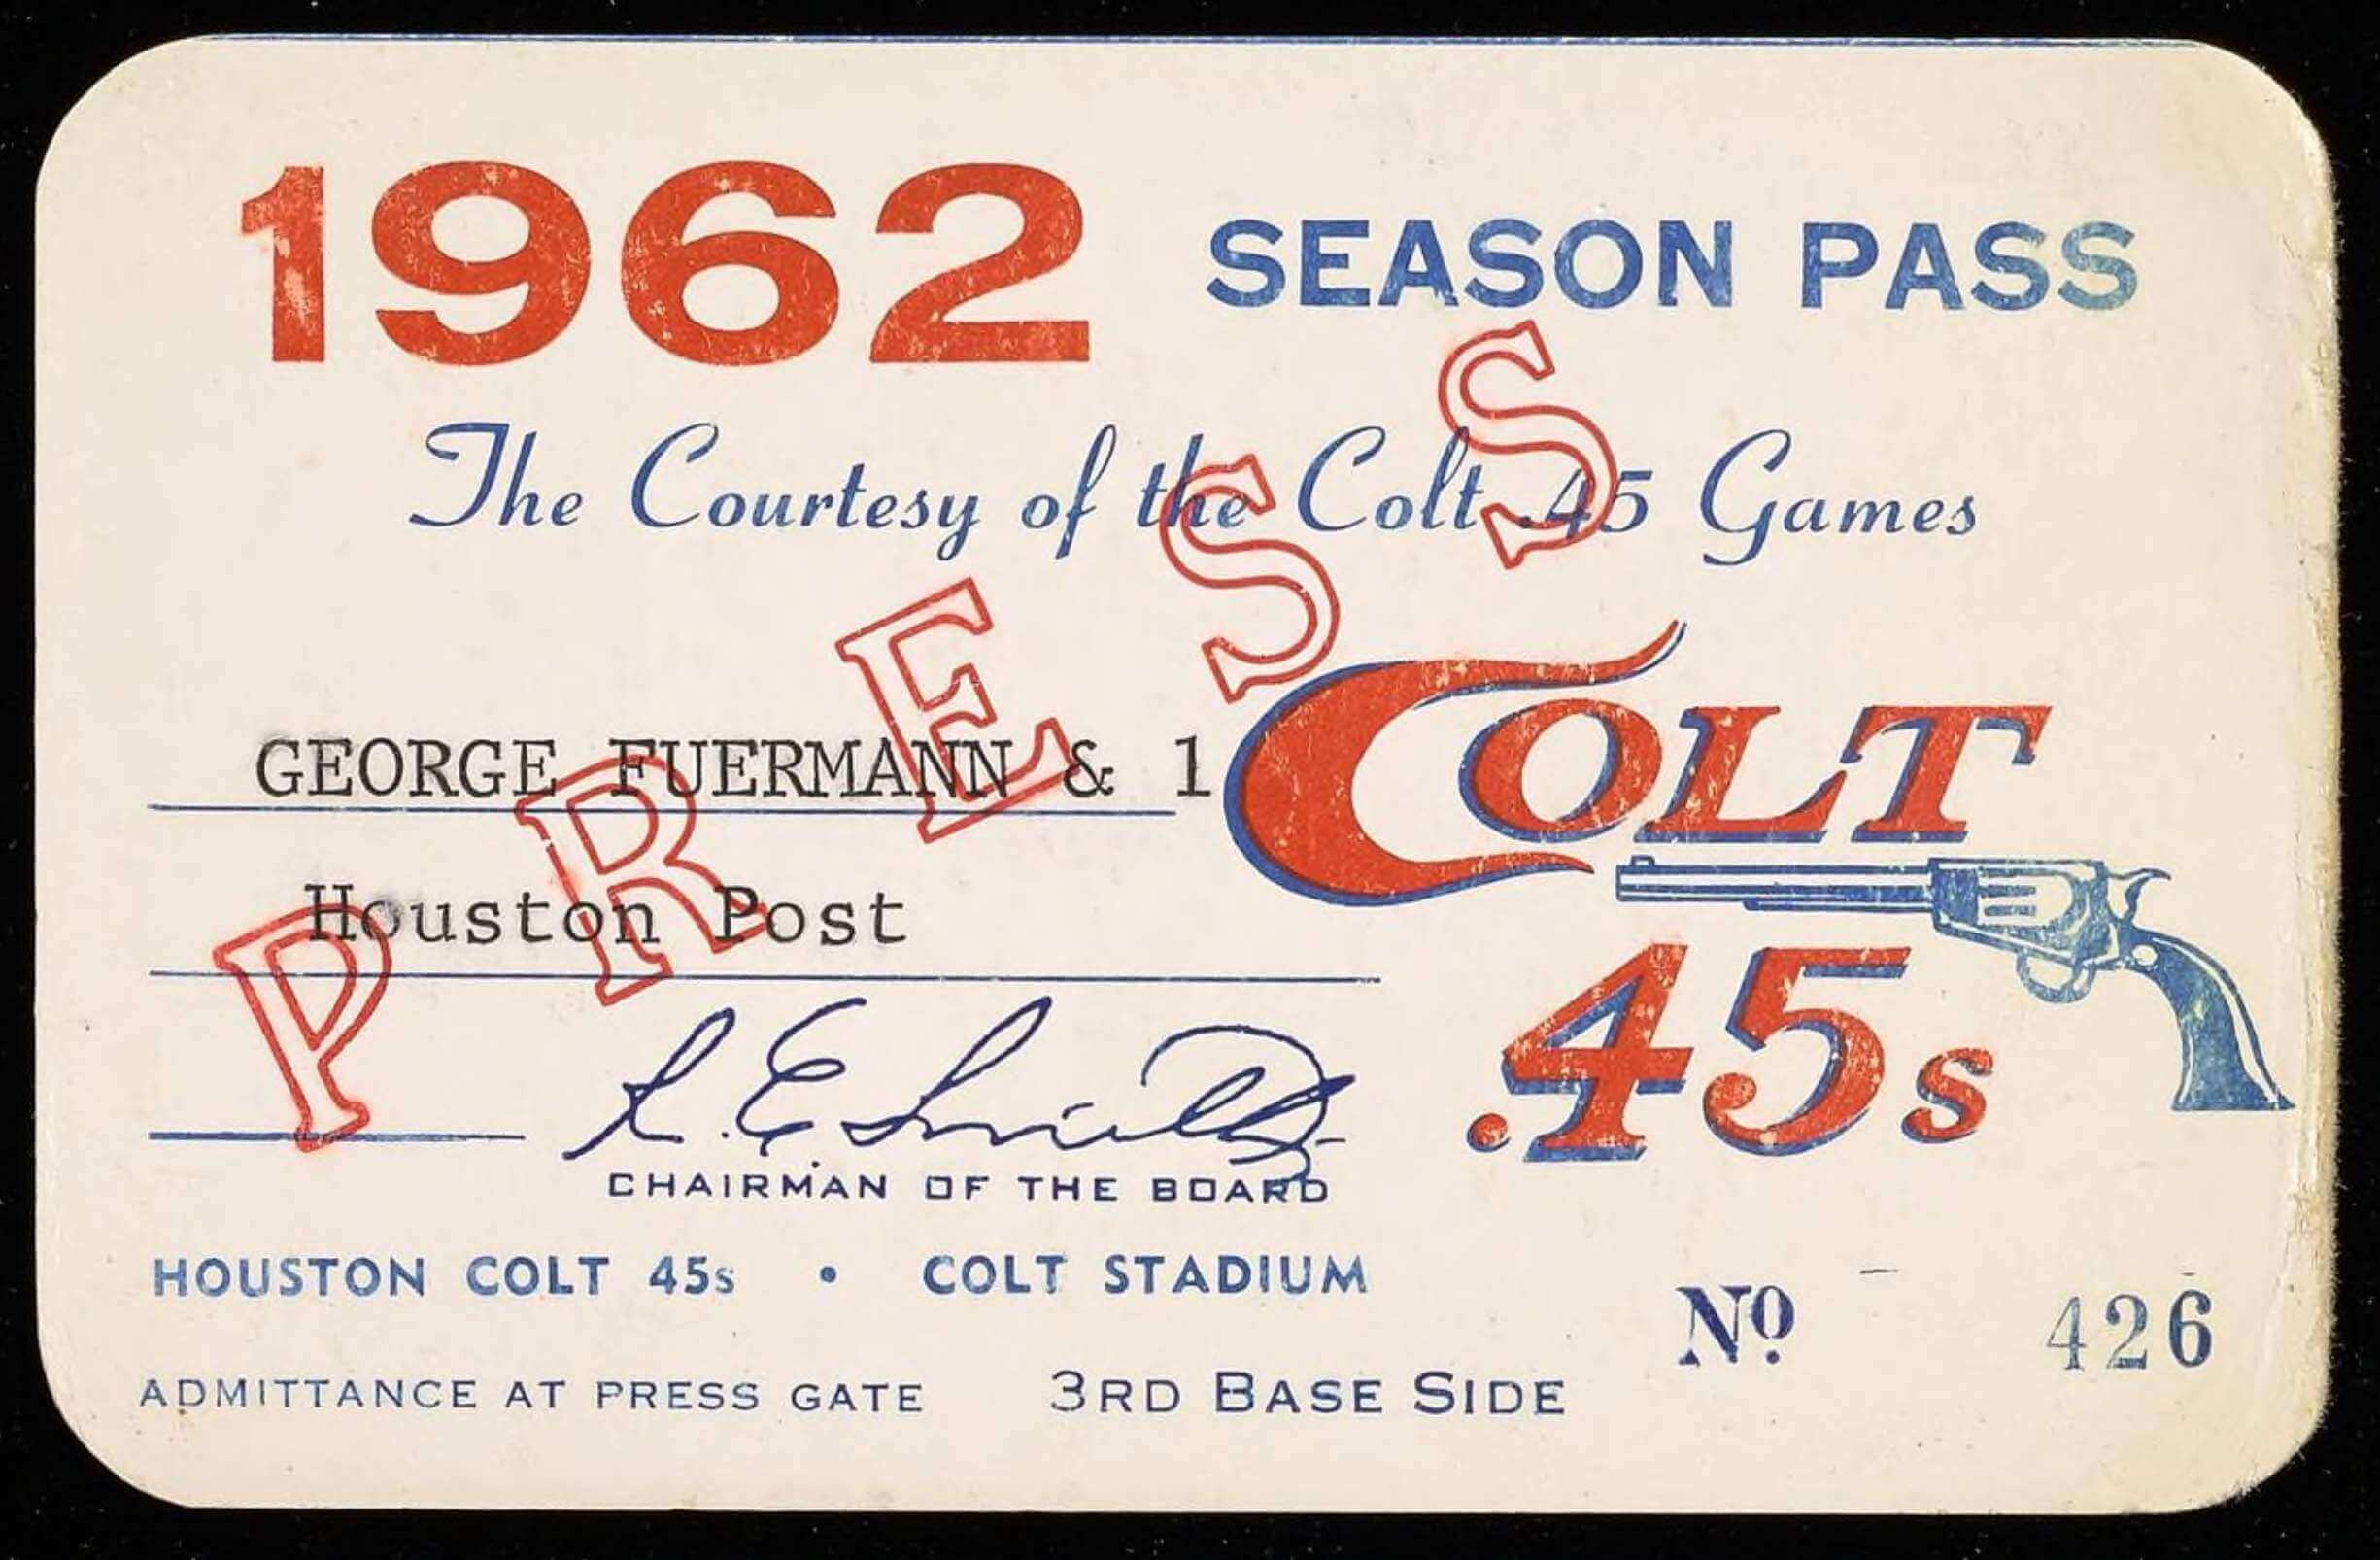 1962 SEASON PASS
The Courtesy of the Colt .45 Games
PRESS
GEORGE FUERMANN & 1
Houston Post
COLT
.45s
R. E. Smith
CHAIRMAN OF THE BOARD
HOUSTON COLT 45s • COLT STADIUM
No 426
ADMITTANCE AT PRESS GATE 3RD BASE SIDE